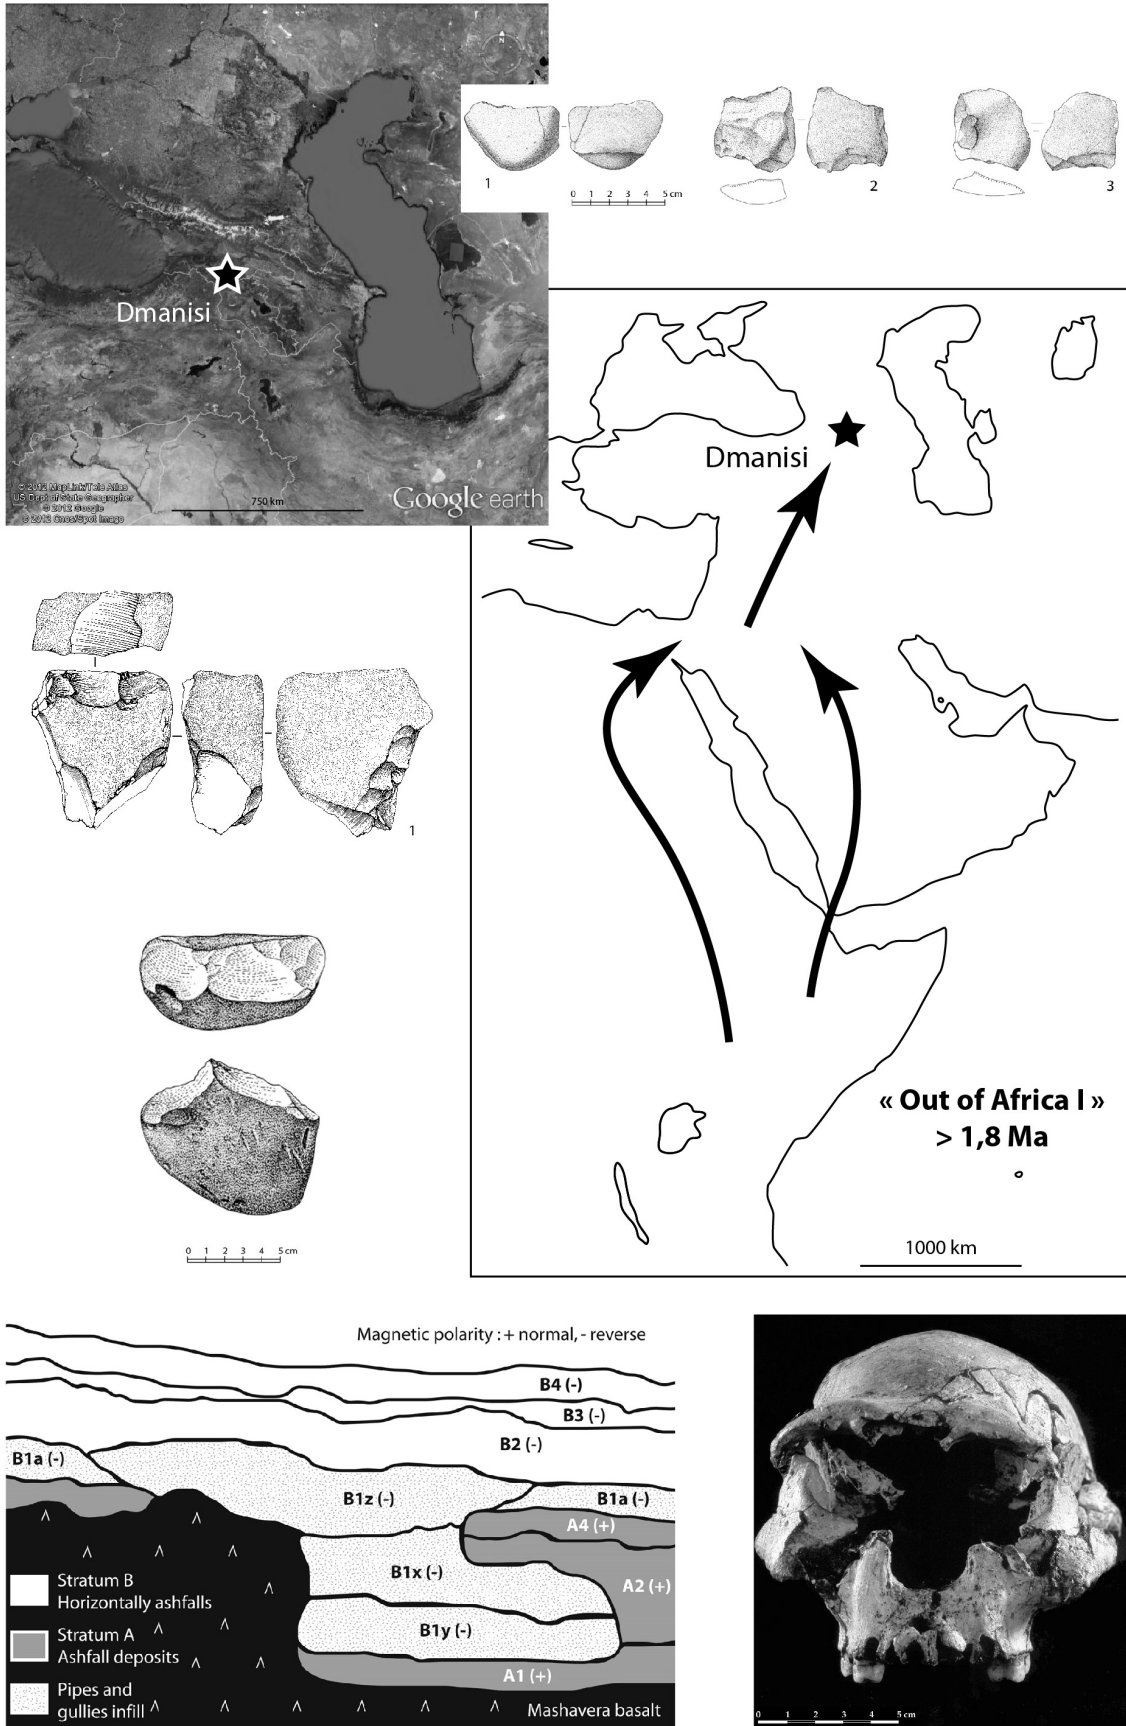 N
1
0 1 2 3 4 5 cm
2
3
Dmanisi
© 2012 MapLink/Tele Atlas
US Dept of State Geographer
© 2012 Google
© 2012 Cnes/Spot Image
750 km
Google earth
Dmanisi
« Out of Africa I »
> 1,8 Ma
1000 km
1
0 1 2 3 4 5 cm
Magnetic polarity : + normal, - reverse
B4 (-)
B3 (-)
B2 (-)
B1a (-)
B1z (-)
B1a (-)
A4 (+)
B1x (-)
A2 (+)
B1y (-)
A1 (+)
Stratum B
Horizontally ashfalls
Stratum A
Ashfall deposits
Pipes and
gullies infill
Mashavera basalt
0 1 2 3 4 5 cm